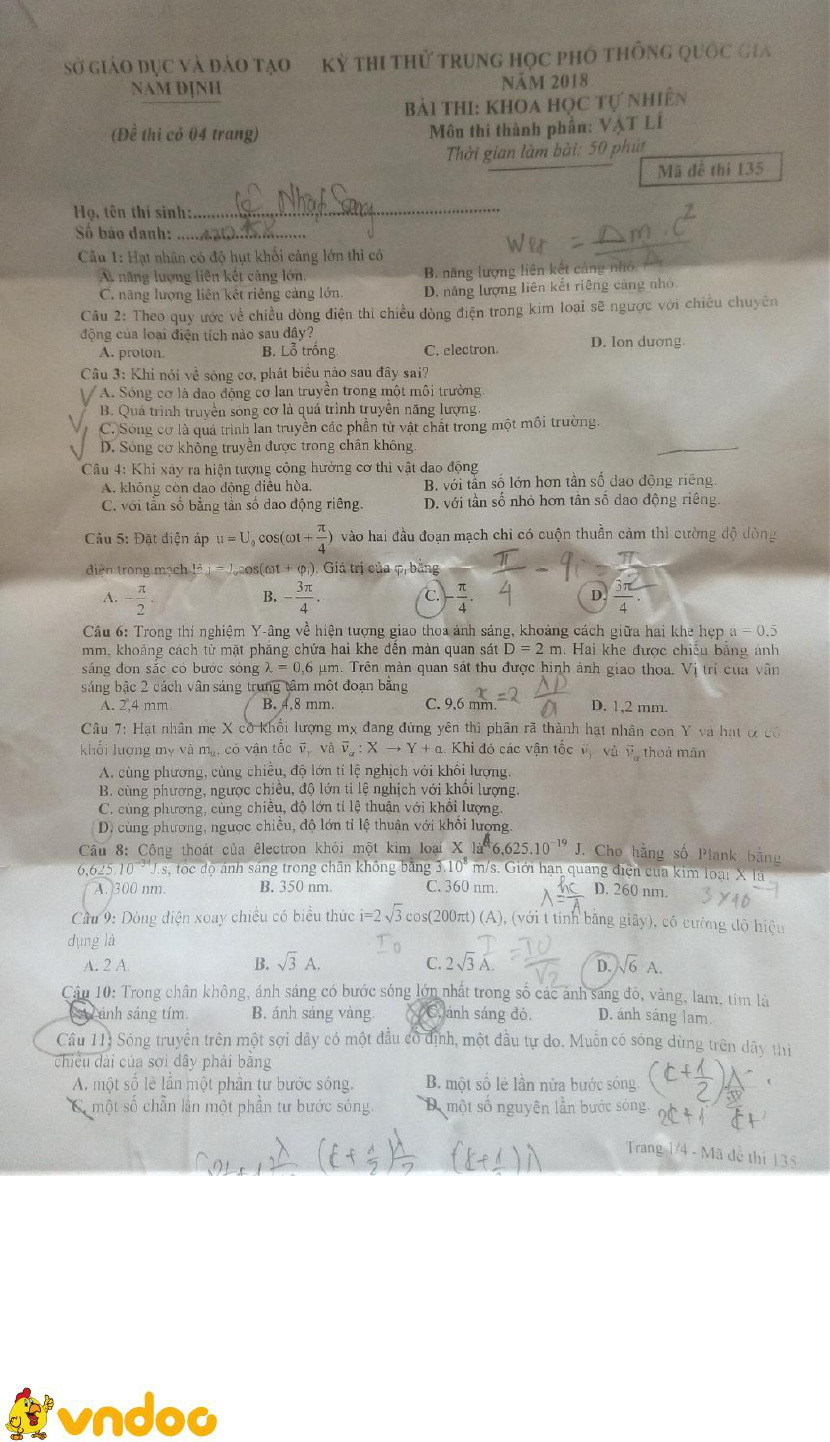 SỞ GIÁO DỤC VÀ ĐÀO TẠO
NAM ĐỊNH
(Đề thi có 04 trang)
KỲ THI THỬ TRUNG HỌC PHỔ THÔNG QUỐC GIA
NĂM 2018
BÀI THI: KHOA HỌC TỰ NHIÊN
Môn thi thành phần: VẬT LÍ
Thời gian làm bài: 50 phút
Mã đề thi 135
Họ, tên thí sinh:
Số báo danh:
Câu 1: Hạt nhân có độ hụt khối càng lớn thì có
A. năng lượng liên kết càng lớn. B. năng lượng liên kết càng nhỏ.
C. năng lượng liên kết riêng càng lớn. D. năng lượng liên kết riêng càng nhỏ.
Câu 2: Theo quy ước về chiều dòng điện thì chiều dòng điện trong kim loại sẽ ngược với chiều chuyển
động của loại điện tích nào sau đây?
A. proton. B. Lỗ trống. C. electron. D. Ion dương.
Câu 3: Khi nói về sóng cơ, phát biểu nào sau đây sai?
A. Sóng cơ là dao động cơ lan truyền trong một môi trường.
B. Quá trình truyền sóng cơ là quá trình truyền năng lượng.
C. Sóng cơ là quá trình lan truyền các phần tử vật chất trong một môi trường.
D. Sóng cơ không truyền được trong chân không.
Câu 4: Khi xảy ra hiện tượng cộng hưởng cơ thì vật dao động
A. không còn dao động điều hòa. B. với tần số lớn hơn tần số dao động riêng.
C. với tần số bằng tần số dao động riêng. D. với tần số nhỏ hơn tần số dao động riêng.
Câu 5: Đặt điện áp u = U₀ cos(ωt + π/4) vào hai đầu đoạn mạch chỉ có cuộn thuần cảm thì cường độ dòng
điện trong mạch là i = I₀cos(ωt + φᵢ). Giá trị của φᵢ bằng
π/4 - φi = π/2
A. -π/2. B. -3π/4. C. -π/4. D. 3π/4.
Câu 6: Trong thí nghiệm Y-âng về hiện tượng giao thoa ánh sáng, khoảng cách giữa hai khe hẹp a = 0,5
mm, khoảng cách từ mặt phẳng chứa hai khe đến màn quan sát D = 2 m. Hai khe được chiếu bằng ánh
sáng đơn sắc có bước sóng λ = 0,6 μm. Trên màn quan sát thu được hình ảnh giao thoa. Vị trí của vân
sáng bậc 2 cách vân sáng trung tâm một đoạn bằng
A. 2,4 mm. B. 4,8 mm. C. 9,6 mm. D. 1,2 mm.
Câu 7: Hạt nhân mẹ X có khối lượng mX đang đứng yên thì phân rã thành hạt nhân con Y và hạt α có
khối lượng mY và mα, có vận tốc v⃗Y và v⃗α: X → Y + α. Khi đó các vận tốc v⃗Y và v⃗α thoả mãn
A. cùng phương, cùng chiều, độ lớn tỉ lệ nghịch với khối lượng.
B. cùng phương, ngược chiều, độ lớn tỉ lệ nghịch với khối lượng.
C. cùng phương, cùng chiều, độ lớn tỉ lệ thuận với khối lượng.
D. cùng phương, ngược chiều, độ lớn tỉ lệ thuận với khối lượng.
Câu 8: Công thoát của êlectron khỏi một kim loại X là 6,625.10⁻¹⁹ J. Cho hằng số Plank bằng
6,625.10⁻³⁴J.s, tốc độ ánh sáng trong chân không bằng 3.10⁸ m/s. Giới hạn quang điện của kim loại X là
A. 300 nm. B. 350 nm. C. 360 nm. D. 260 nm.
λ = hc/A
3×10⁻⁷
Câu 9: Dòng điện xoay chiều có biểu thức i=2√3 cos(200πt) (A), (với t tính bằng giây), có cường độ hiệu
dụng là
I₀ I = I0/√2
A. 2 A. B. √3 A. C. 2√3 A. D. √6 A.
Câu 10: Trong chân không, ánh sáng có bước sóng lớn nhất trong số các ánh sáng đỏ, vàng, lam, tím là
A. ánh sáng tím. B. ánh sáng vàng. C. ánh sáng đỏ. D. ánh sáng lam.
Câu 11: Sóng truyền trên một sợi dây có một đầu cố định, một đầu tự do. Muốn có sóng dừng trên dây thì
chiều dài của sợi dây phải bằng
A. một số lẻ lần một phần tư bước sóng. B. một số lẻ lần nửa bước sóng.
C. một số chẵn lần một phần tư bước sóng. D. một số nguyên lần bước sóng.
Trang 1/4 - Mã đề thi 135
vndoc